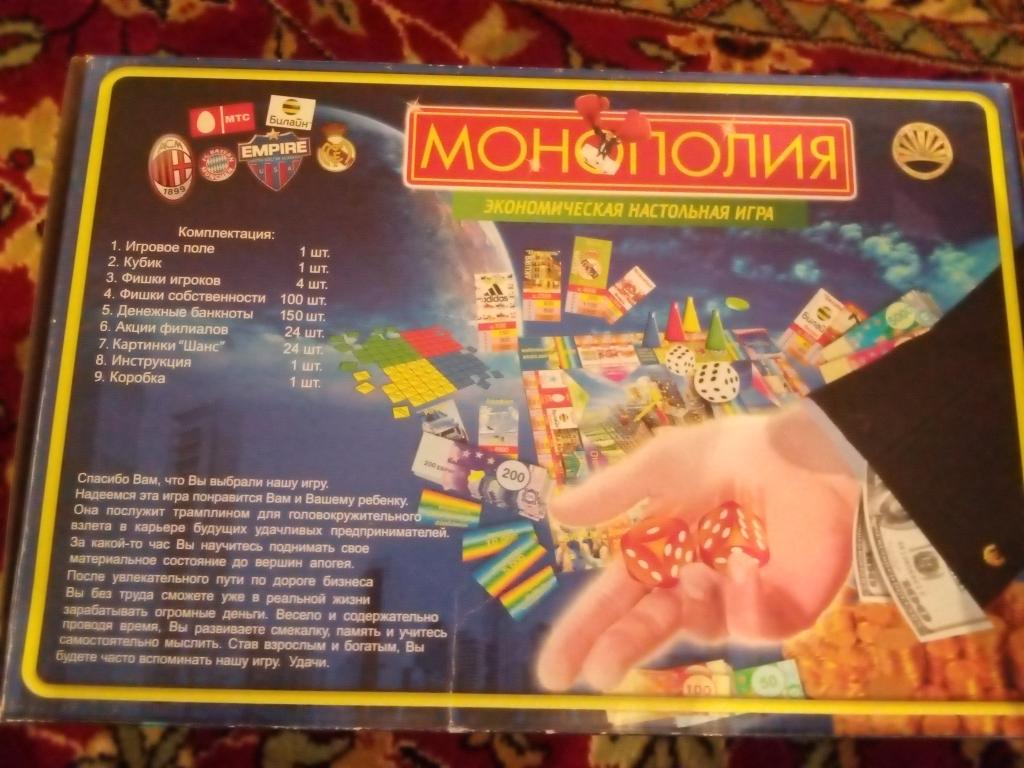 МТС
Билайн
ACM
1899
EMPIRE
USA
МОНОПОЛИЯ
ЭКОНОМИЧЕСКАЯ НАСТОЛЬНАЯ ИГРА
Комплектация:
1. Игровое поле 1 шт.
2. Кубик 1 шт.
3. Фишки игроков 4 шт.
4. Фишки собственности 100 шт.
5. Денежные банкноты 150 шт.
6. Акции филиалов 24 шт.
7. Картинки "Шанс" 24 шт.
8. Инструкция 1 шт.
9. Коробка 1 шт.
adidas
Билайн
200
200
100
50
Спасибо Вам, что Вы выбрали нашу игру.
Надеемся эта игра понравится Вам и Вашему ребенку.
Она послужит трамплином для головокружительного
взлета в карьере будущих удачливых предпринимателей.
За какой-то час Вы научитесь поднимать свое
материальное состояние до вершин апогея.
После увлекательного пути по дороге бизнеса
Вы без труда сможете уже в реальной жизни
зарабатывать огромные деньги. Весело и содержательно
проводя время, Вы развиваете смекалку, память и учитесь
самостоятельно мыслить. Став взрослым и богатым, Вы
будете часто вспоминать нашу игру. Удачи.